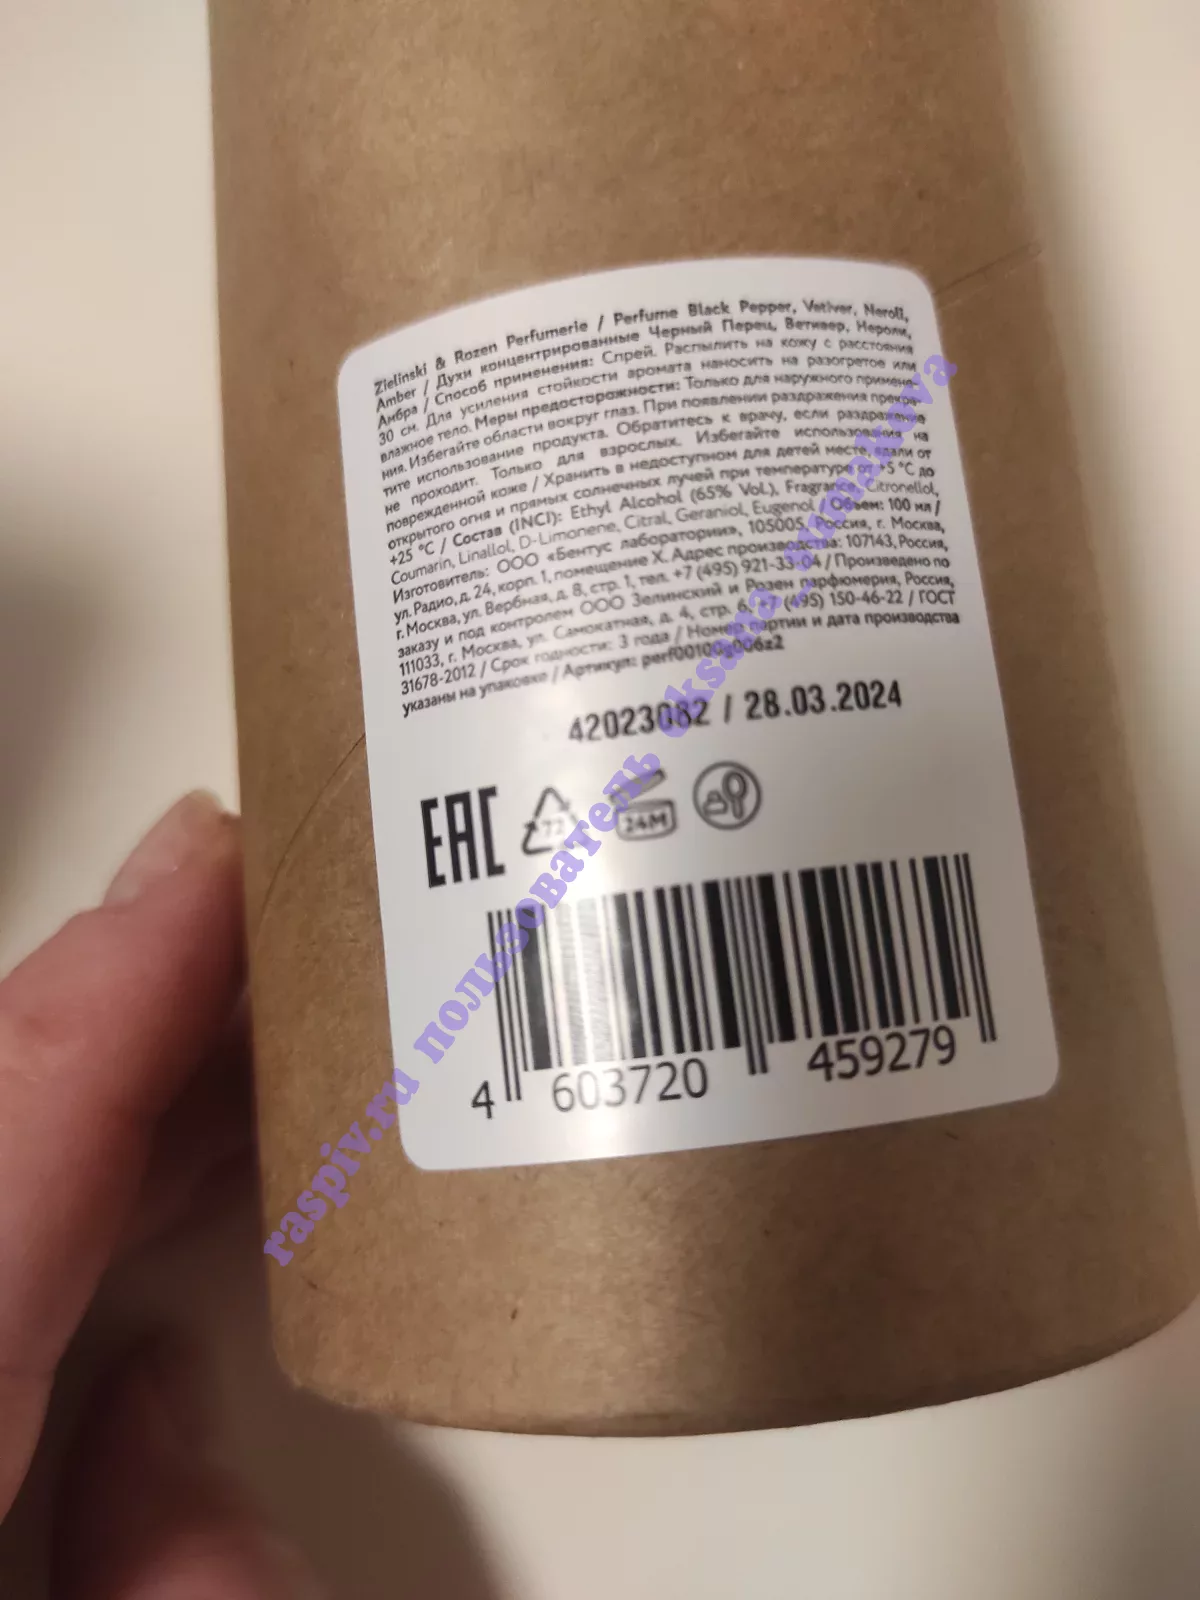 Zielinski & Rozen Perfumerie / Perfume Black Pepper, Vetiver, Neroli,
Amber / Духи концентрированные Черный Перец, Ветивер, Нероли,
Амбра / Способ применения: Спрей. Распылить на кожу с расстояния
30 см. Для усиления стойкости аромата наносить на разогретое или
влажное тело. Меры предосторожности: Только для наружного примене-
ния. Избегайте области вокруг глаз. При появлении раздражения прекра-
тите использование продукта. Обратитесь к врачу, если раздражение
не проходит. Только для взрослых. Избегайте использования на
поврежденной коже / Хранить в недоступном для детей месте, вдали от
открытого огня и прямых солнечных лучей при температуре от +5 °C до
+25 °C / Состав (INCI): Ethyl Alcohol (65% Vol.), Fragrance, Citronellol,
Coumarin, Linallol, D-Limonene, Citral, Geraniol, Eugenol / Объем: 100 мл /
Изготовитель: ООО «Бентус лаборатории», 105005, Россия, г. Москва,
ул. Радио, д. 24, корп. 1, помещение X. Адрес производства: 107143, Россия,
г. Москва, ул. Вербная, д. 8, стр. 1, тел. +7 (495) 921-33-04 / Произведено по
заказу и под контролем ООО Зелинский и Розен парфюмерия, Россия,
111033, г. Москва, ул. Самокатная, д. 4, стр. 6, +7 (495) 150-46-22 / ГОСТ
31678-2012 / Срок годности: 3 года / Номер партии и дата производства
указаны на упаковке / Артикул: perf00100g006z2
42023082 / 28.03.2024
EAC 72 24M
4 603720 459279
raspiv.ru пользователь oksana_shmakova